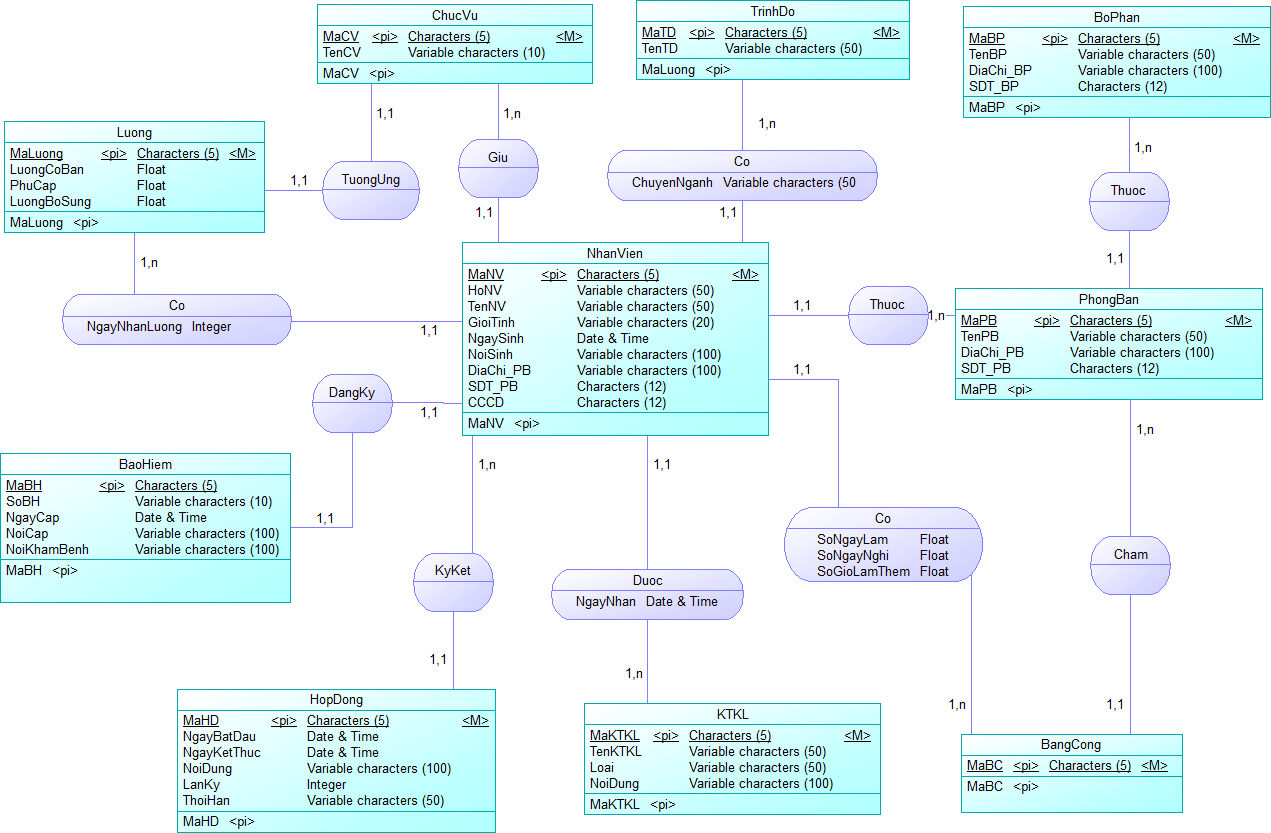 ChucVu
MaCV <pi> Characters (5) <M>
TenCV Variable characters (10)
MaCV <pi>
TrinhDo
MaTD <pi> Characters (5) <M>
TenTD Variable characters (50)
MaLuong <pi>
BoPhan
MaBP <pi> Characters (5) <M>
TenBP Variable characters (50)
DiaChi_BP Variable characters (100)
SDT_BP Characters (12)
MaBP <pi>
1,1
1,n
1,n
1,n
Luong
MaLuong <pi> Characters (5) <M>
LuongCoBan Float
PhuCap Float
LuongBoSung Float
MaLuong <pi>
1,1
TuongUng
Giu
Co
ChuyenNganh Variable characters (50
Thuoc
1,1
1,1
1,1
1,n
Co
NgayNhanLuong Integer
1,1
NhanVien
MaNV <pi> Characters (5) <M>
HoNV Variable characters (50)
TenNV Variable characters (50)
GioiTinh Variable characters (20)
NgaySinh Date & Time
NoiSinh Variable characters (100)
DiaChi_PB Variable characters (100)
SDT_PB Characters (12)
CCCD Characters (12)
MaNV <pi>
1,1
Thuoc
1,n
PhongBan
MaPB <pi> Characters (5) <M>
TenPB Variable characters (50)
DiaChi_PB Variable characters (100)
SDT_PB Characters (12)
MaPB <pi>
DangKy
1,1
1,1
1,n
BaoHiem
MaBH <pi> Characters (5)
SoBH Variable characters (10)
NgayCap Date & Time
NoiCap Variable characters (100)
NoiKhamBenh Variable characters (100)
MaBH <pi>
1,1
1,n
1,1
Co
SoNgayLam Float
SoNgayNghi Float
SoGioLamThem Float
Cham
KyKet
Duoc
NgayNhan Date & Time
1,1
1,n
1,n
1,1
HopDong
MaHD <pi> Characters (5) <M>
NgayBatDau Date & Time
NgayKetThuc Date & Time
NoiDung Variable characters (100)
LanKy Integer
ThoiHan Variable characters (50)
MaHD <pi>
KTKL
MaKTKL <pi> Characters (5) <M>
TenKTKL Variable characters (50)
Loai Variable characters (50)
NoiDung Variable characters (100)
MaKTKL <pi>
BangCong
MaBC <pi> Characters (5) <M>
MaBC <pi>